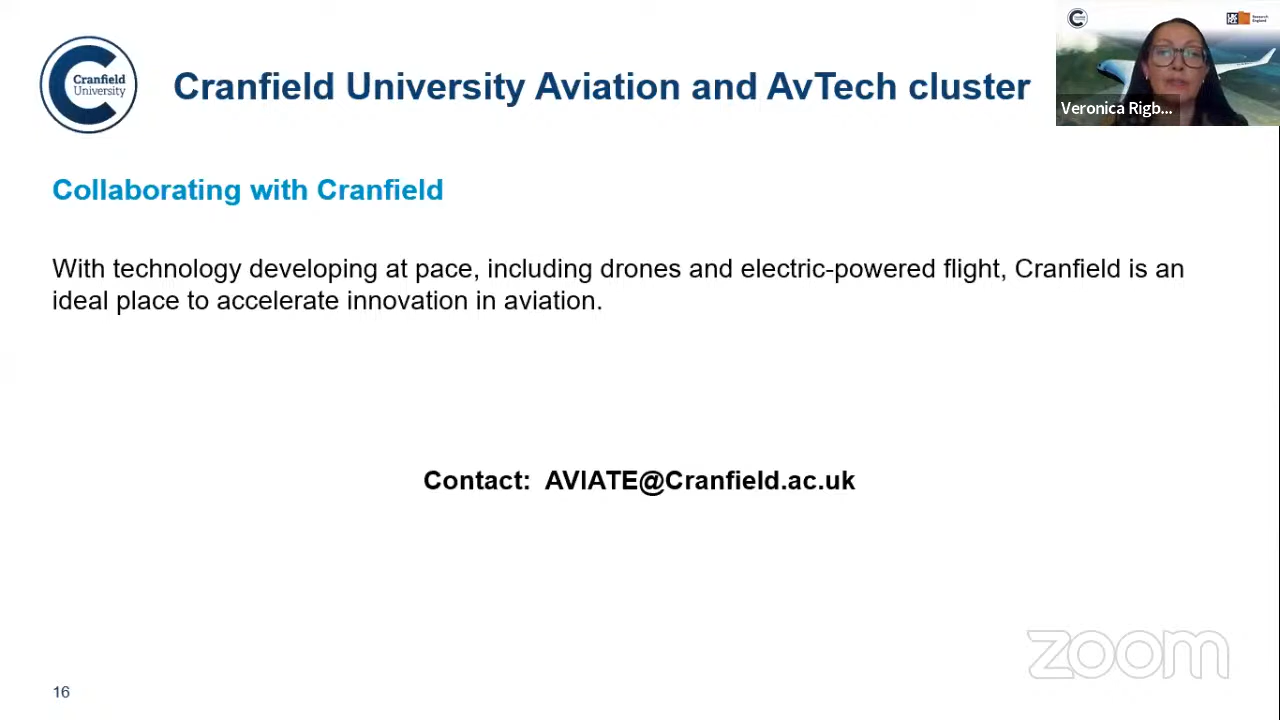 Cranfield
University
Cranfield University Aviation and AvTech cluster
Veronica Rigb...
Collaborating with Cranfield
With technology developing at pace, including drones and electric-powered flight, Cranfield is an
ideal place to accelerate innovation in aviation.
Contact: AVIATE@Cranfield.ac.uk
zoom
16